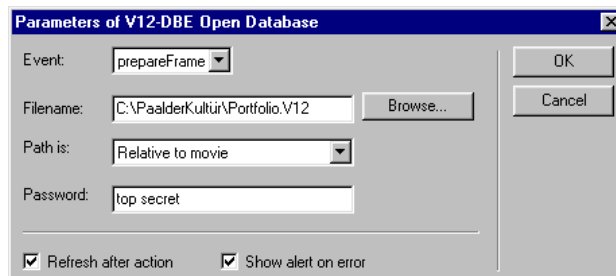 Parameters of V12-DBE Open Database
Event: prepareFrame OK
Filename: C:\PaalderKultür\Portfolio.V12 Browse... Cancel
Path is: Relative to movie
Password: top secret
Refresh after action Show alert on error